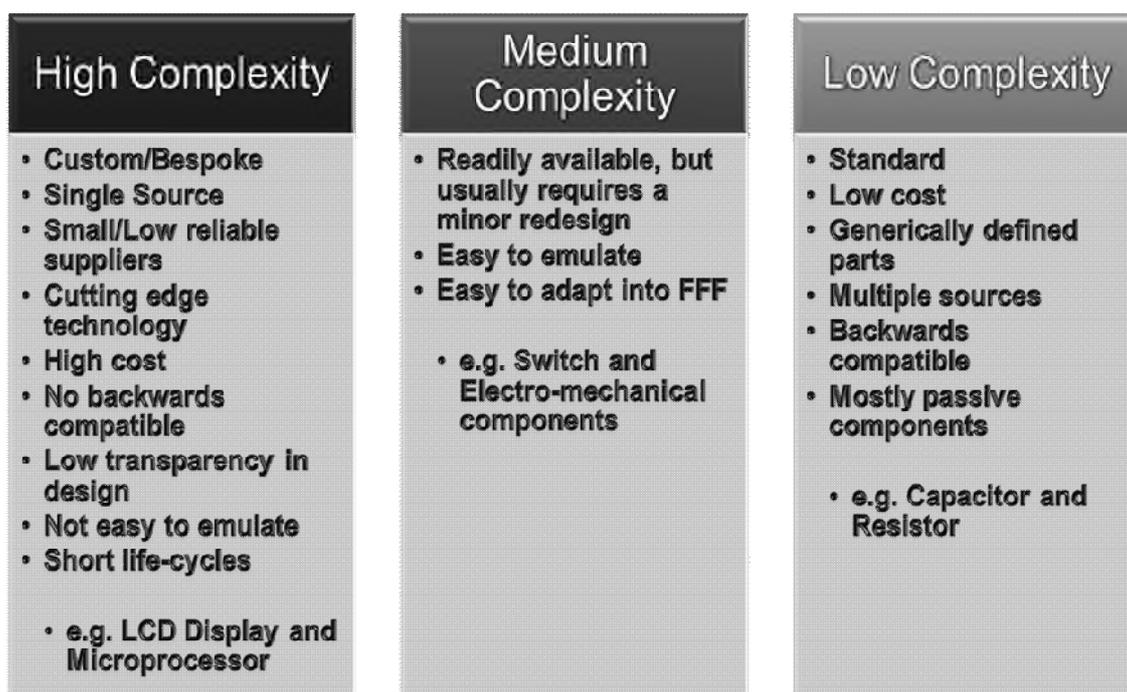 High Complexity
• Custom/Bespoke
• Single Source
• Small/Low reliable
suppliers
• Cutting edge
technology
• High cost
• No backwards
compatible
• Low transparency in
design
• Not easy to emulate
• Short life-cycles
• e.g. LCD Display and
Microprocessor
Medium
Complexity
• Readily available, but
usually requires a
minor redesign
• Easy to emulate
• Easy to adapt into FFF
• e.g. Switch and
Electro-mechanical
components
Low Complexity
• Standard
• Low cost
• Generically defined
parts
• Multiple sources
• Backwards
compatible
• Mostly passive
components
• e.g. Capacitor and
Resistor